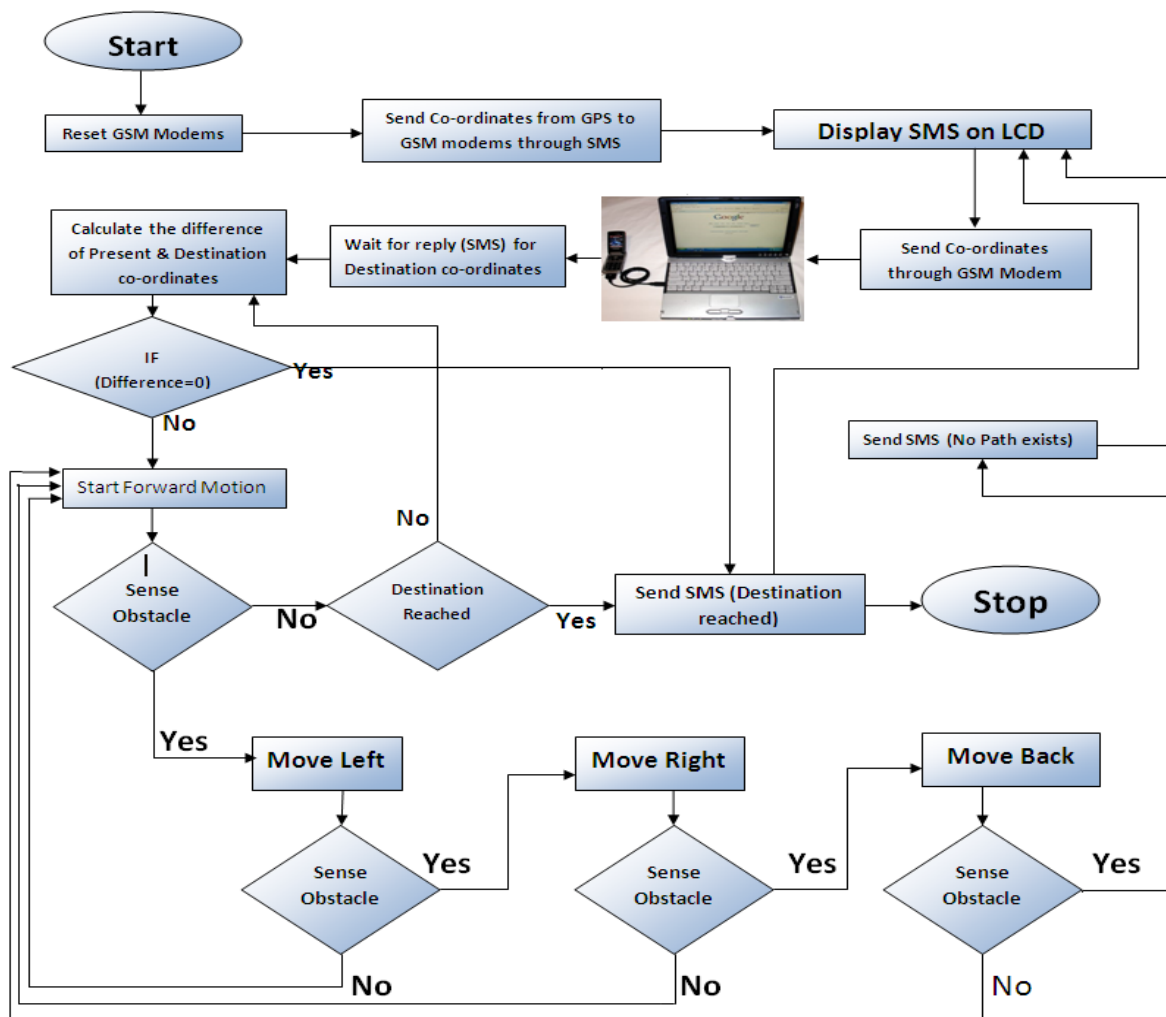 Start
Reset GSM Modems
Send Co-ordinates from GPS to
GSM modems through SMS
Display SMS on LCD
Calculate the difference
of Present & Destination
co-ordinates
Wait for reply (SMS) for
Destination co-ordinates
Google
Send Co-ordinates
through GSM Modem
IF
(Difference=0)
Yes
No
Send SMS (No Path exists)
Start Forward Motion
No
Sense
Obstacle
No
Destination
Reached
Yes
Send SMS (Destination
reached)
Stop
Yes
Move Left
Move Right
Move Back
Sense
Obstacle
Yes
Sense
Obstacle
Yes
Sense
Obstacle
Yes
No
No
No